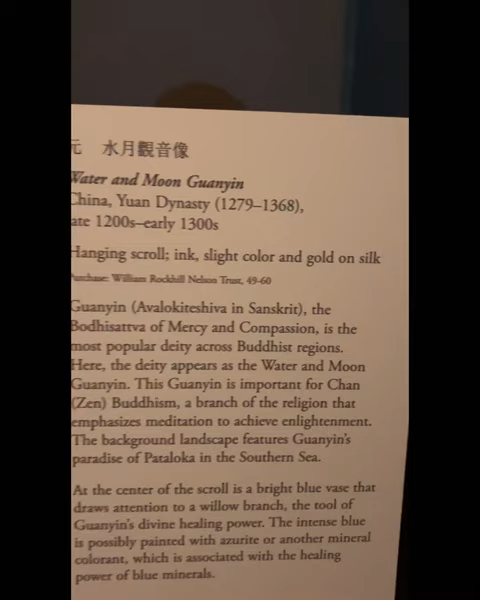 元 水月觀音像
Water and Moon Guanyin
China, Yuan Dynasty (1279–1368),
late 1200s–early 1300s
Hanging scroll; ink, slight color and gold on silk
Purchase: William Rockhill Nelson Trust, 49-60
Guanyin (Avalokiteshiva in Sanskrit), the
Bodhisattva of Mercy and Compassion, is the
most popular deity across Buddhist regions.
Here, the deity appears as the Water and Moon
Guanyin. This Guanyin is important for Chan
(Zen) Buddhism, a branch of the religion that
emphasizes meditation to achieve enlightenment.
The background landscape features Guanyin's
paradise of Pataloka in the Southern Sea.
At the center of the scroll is a bright blue vase that
draws attention to a willow branch, the tool of
Guanyin's divine healing power. The intense blue
is possibly painted with azurite or another mineral
colorant, which is associated with the healing
power of blue minerals.